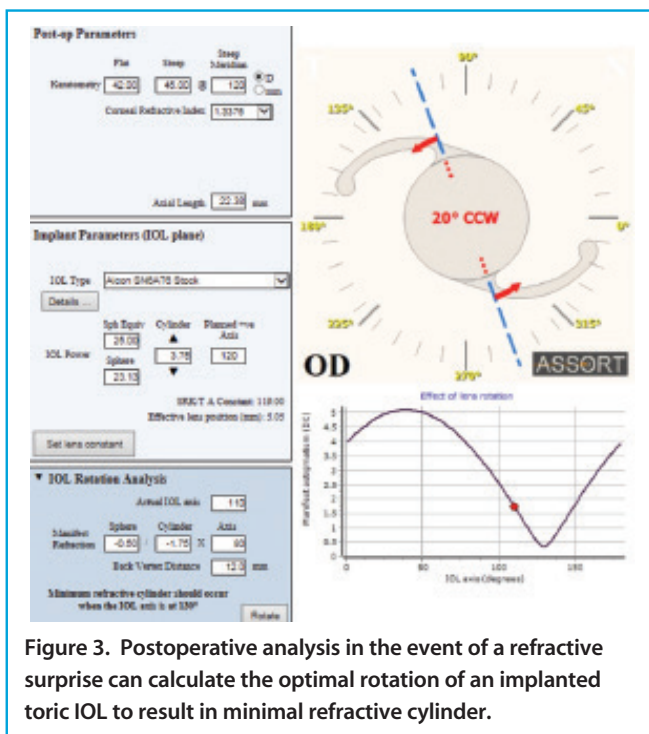 Post-op Parameters
Flat Steep Steep Meridian
Keratometry 42.00 45.00 @ 120 D
mm
Corneal Refractive Index 1.3375
Axial Length 22.38 mm
Implant Parameters (IOL plane)
IOL Type Alcon SN6AT6 Stock
Details ...
Sph Equiv Cylinder Planned +ve Axis
IOL Power 25.00 3.75 120
Sphere
23.13
SRK/T A Constant: 119.00
Effective lens position (mm): 5.05
Set lens constant
▼ IOL Rotation Analysis
Actual IOL axis 110
Sphere Cylinder Axis
Manifest Refraction -0.50 / -1.75 X
Back Vertex Distance 12.0 mm
Minimum refractive cylinder should occur
when the IOL axis is at 130°
Rotate
90°
135° 45°
180° 0°
20° CCW
225° 315°
270°
OD ASSORT
Effect of lens rotation
Manifest astigmatism (DC)
5
4.5
4
3.5
3
2.5
2
1.5
1
0.5
0
0 50 100 150
IOL axis (degrees)
Figure 3. Postoperative analysis in the event of a refractive
surprise can calculate the optimal rotation of an implanted
toric IOL to result in minimal refractive cylinder.